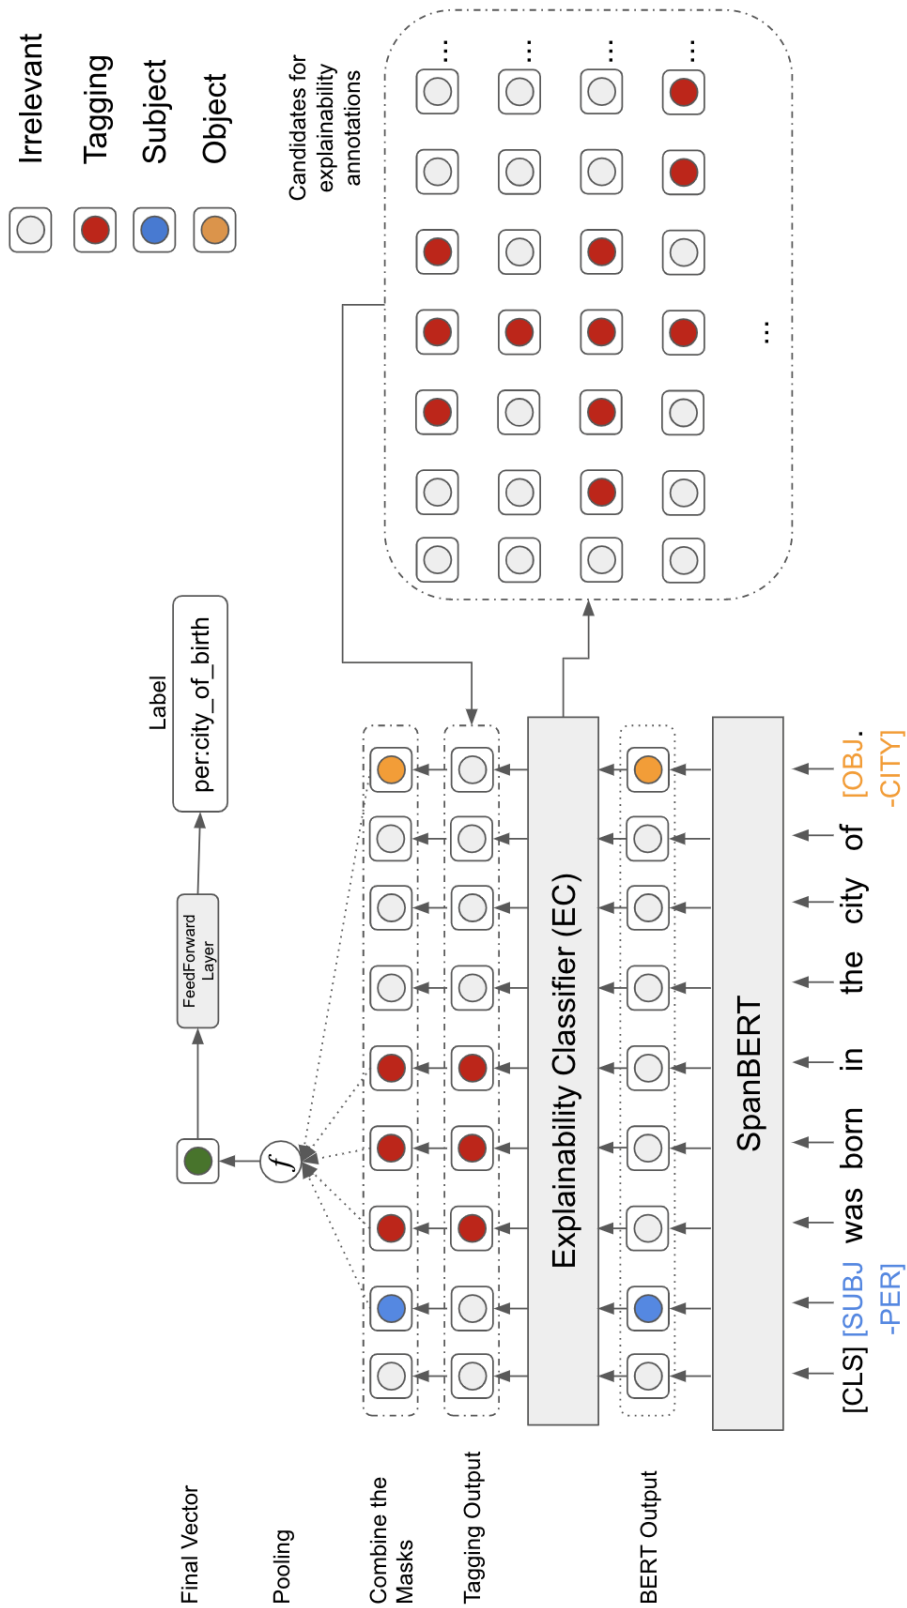 Irrelevant
Tagging
Subject
Object
Candidates for
explainability
annotations
...
...
...
...
...
Label
per:city_of_birth
FeedForward
Layer
Final Vector
f
Pooling
Combine the
Masks
Tagging Output
Explainability Classifier (EC)
BERT Output
SpanBERT
[CLS] [SUBJ
-PER] was born in the city of [OBJ.
-CITY]